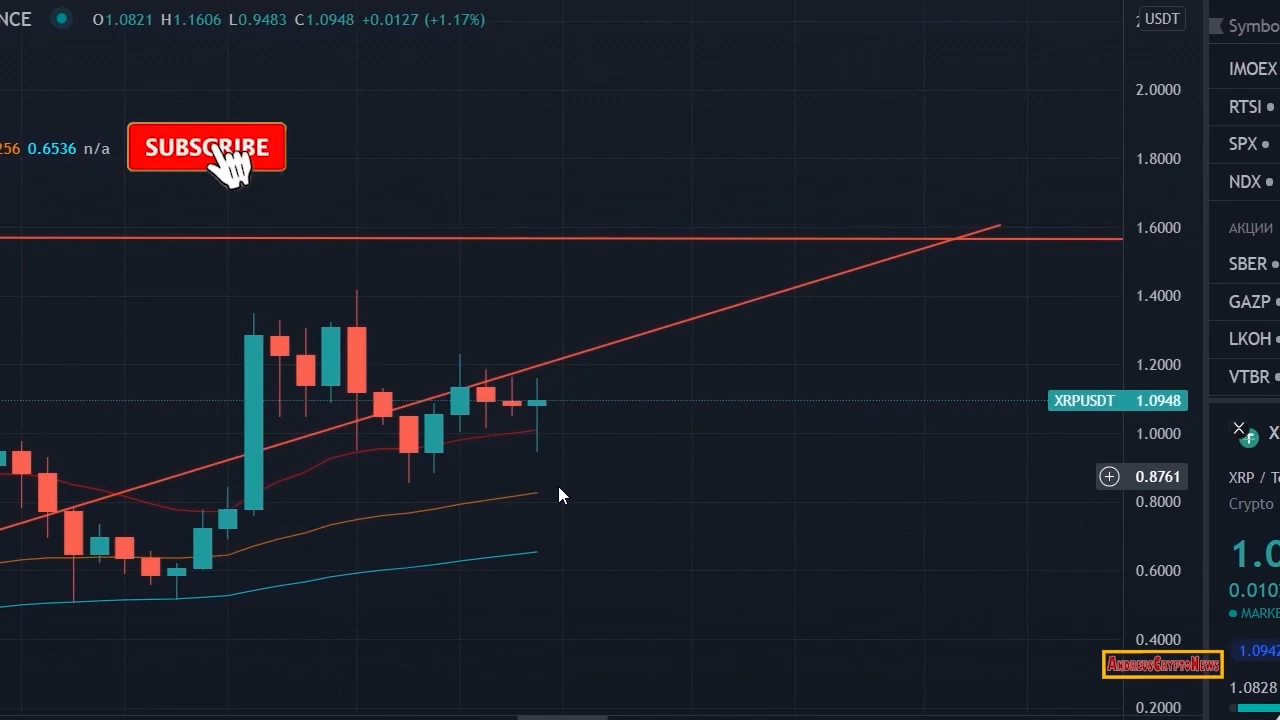 NCE O1.0821 H1.1606 L0.9483 C1.0948 +0.0127 (+1.17%)
USDT
256 0.6536 n/a
SUBSCRIBE
2.0000
1.8000
1.6000
1.4000
1.2000
XRPUSDT 1.0948
1.0000
0.8761
0.8000
0.6000
0.4000
0.2000
ANDREVSCRYPTONEWS
Symbo
IMOEX
RTSI
SPX
NDX
АКЦИИ
SBER
GAZP
LKOH
VTBR
X
XRP / Te
Crypto
1.0
0.010
MARKE
1.0942
1.0828